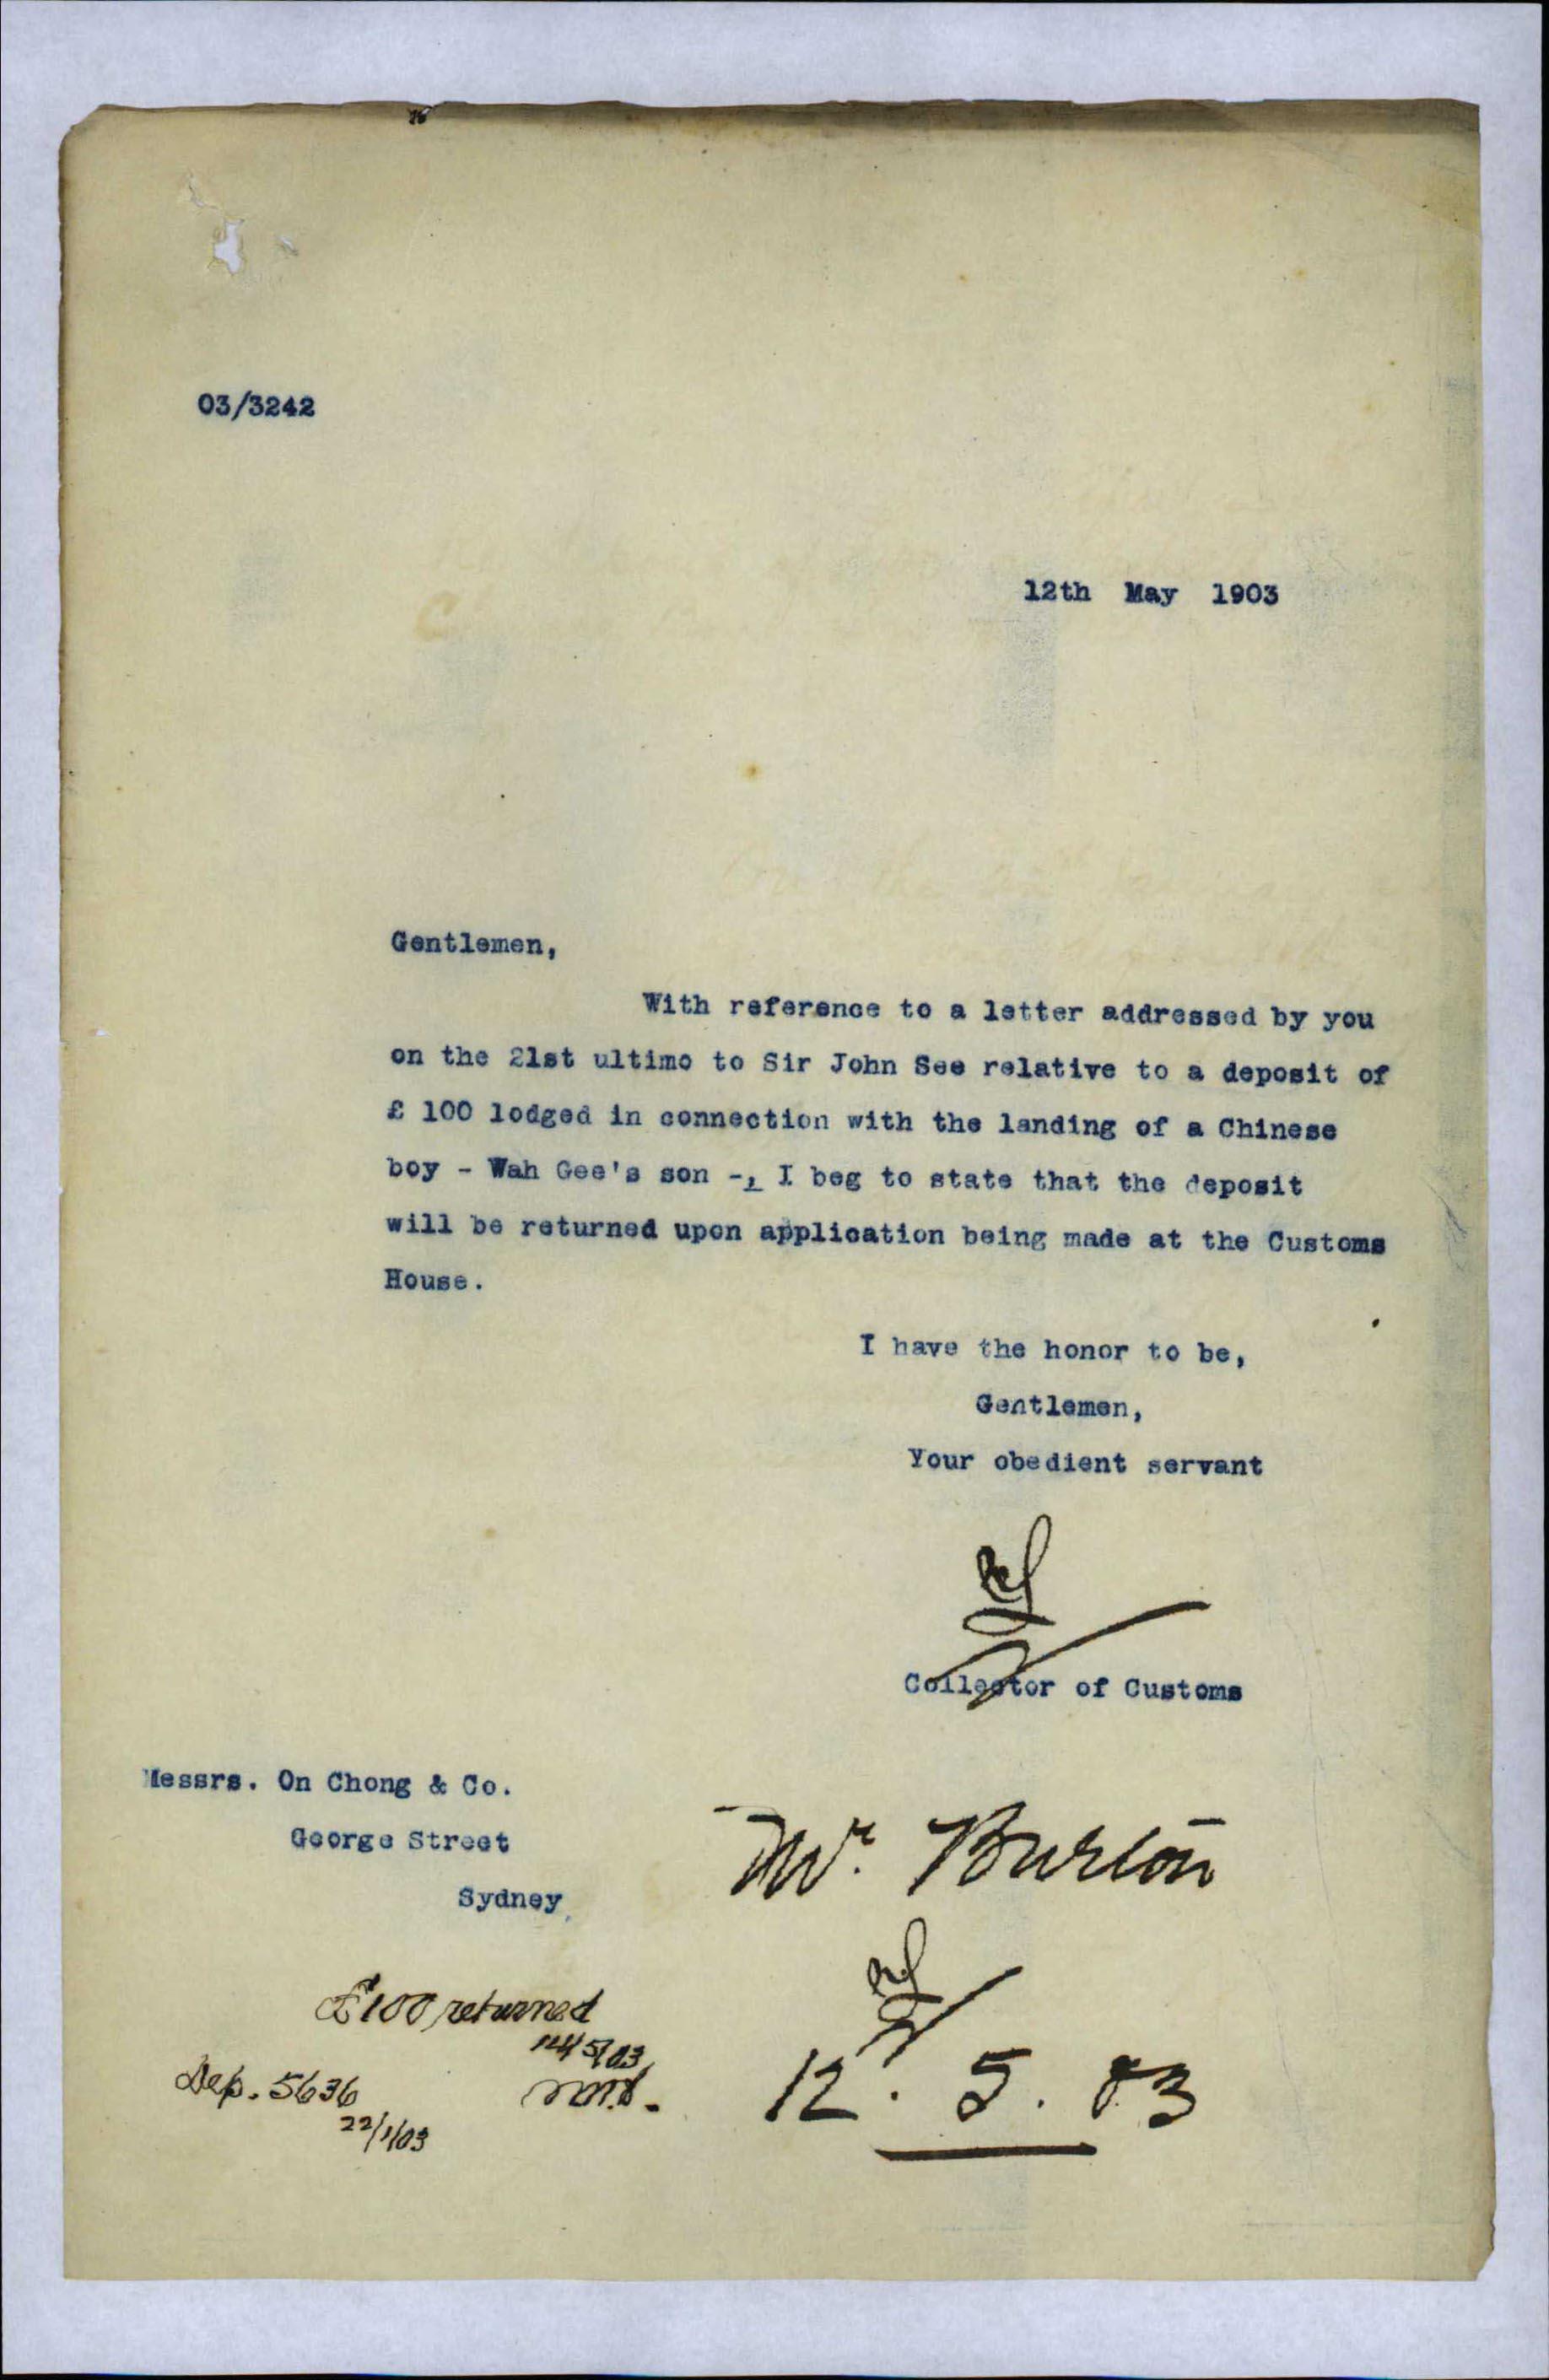 03/3242
12th May 1903
Gentlemen,
With reference to a letter addressed by you
on the 21st ultimo to Sir John See relative to a deposit of
£ 100 lodged in connection with the landing of a Chinese
boy - Wah Gee's son -, I beg to state that the deposit
will be returned upon application being made at the Customs
House.
I have the honor to be,
Gentlemen,
Your obedient servant
Collector of Customs
Messrs. On Chong & Co.
George Street
Sydney
Mr. Burton
£100 returned
Dep. 5636
22/1/03
12. 5. 03